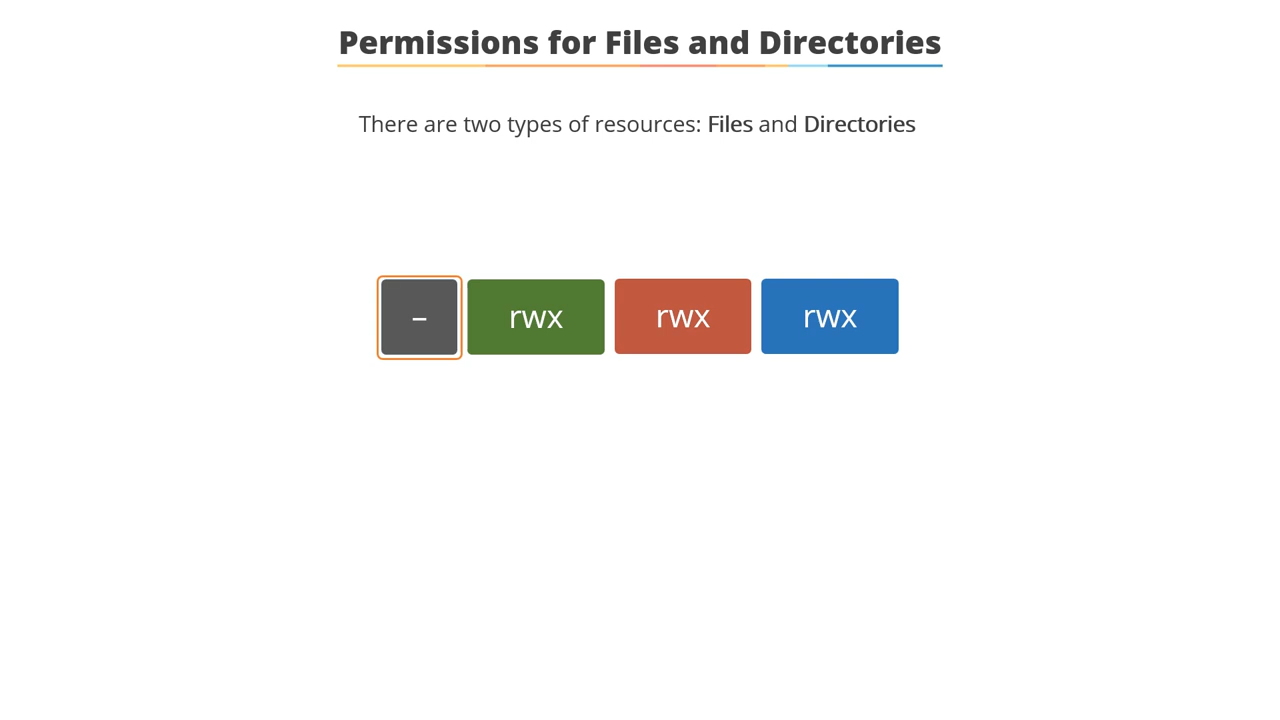 Permissions for Files and Directories
There are two types of resources: Files and Directories
– rwx rwx rwx